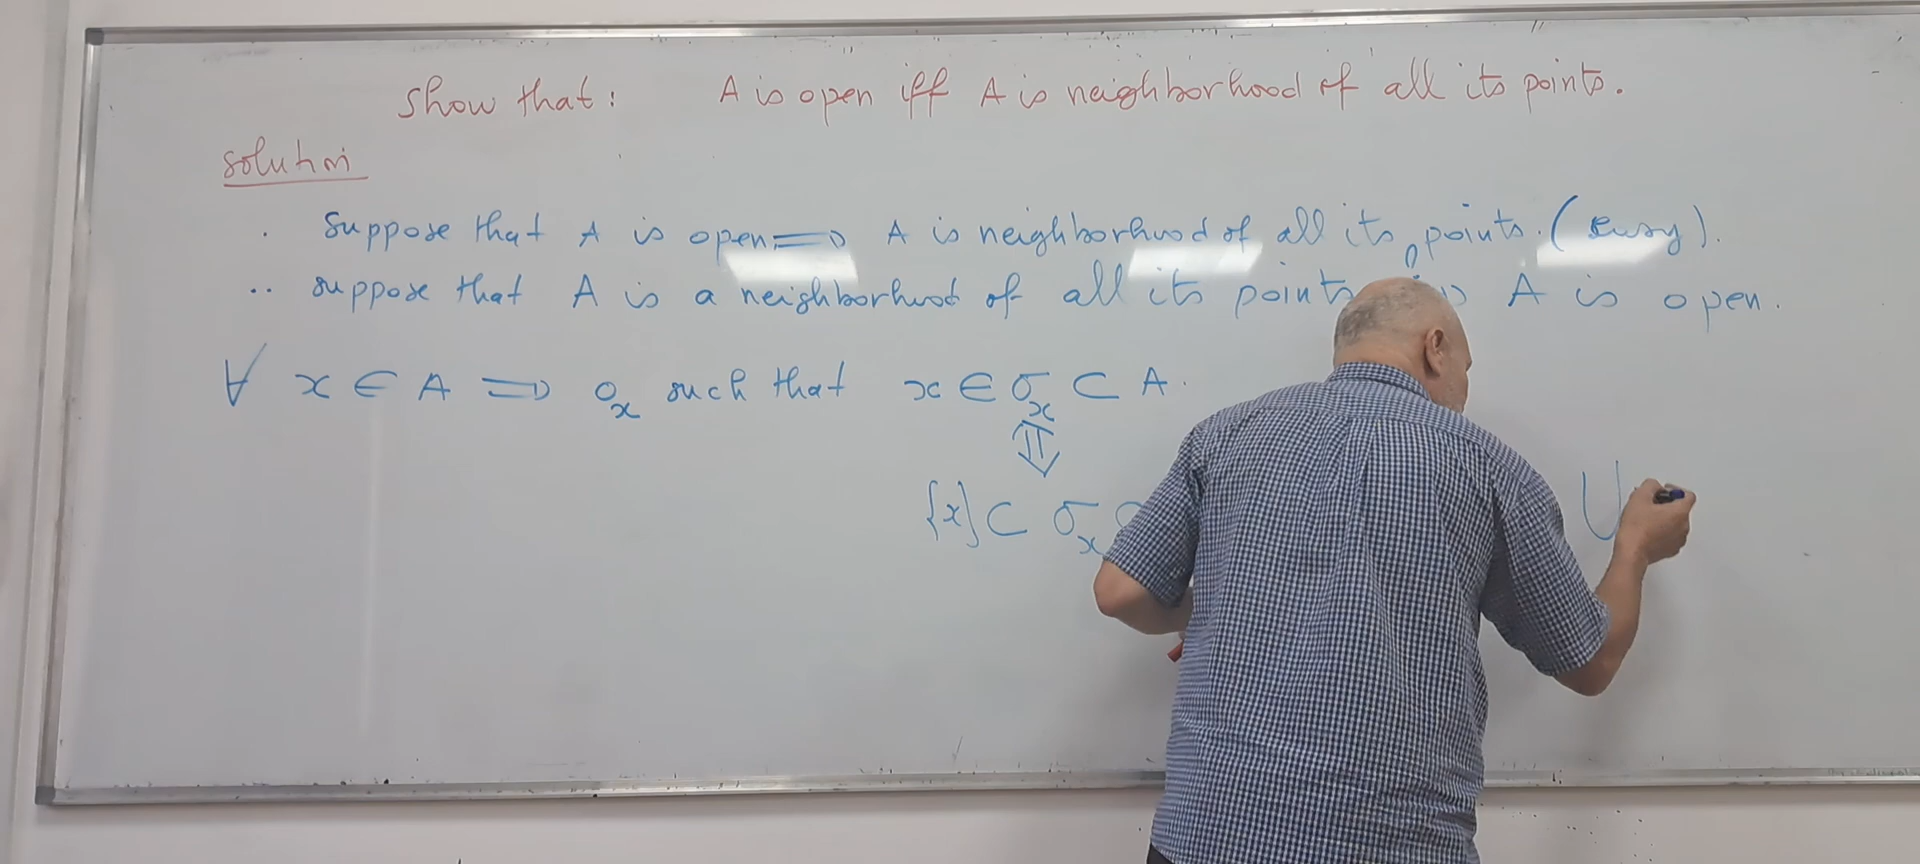 Show that: A is open iff A is neighborhood of all its points.
solution
. Suppose that A is open ⟹ A is neighborhood of all its points. (easy).
.. suppose that A is a neighborhood of all its points A is open.
∀ x ∈ A ⟹ O_x such that x ∈ O_x ⊂ A.
⇓
{x} ⊂ O_x